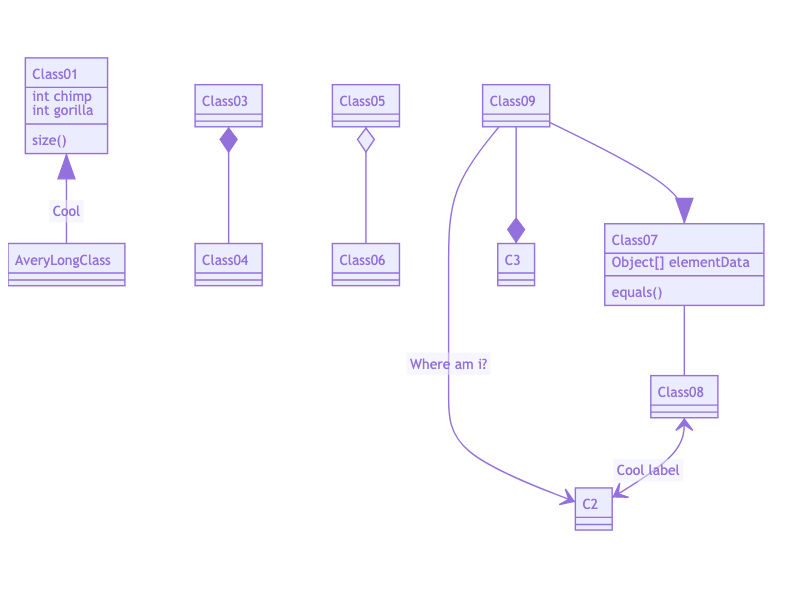 Class01
int chimp
int gorilla
size()
Cool
AveryLongClass
Class03
Class04
Class05
Class06
Class09
C3
Class07
Object[] elementData
equals()
Where am i?
Class08
Cool label
C2